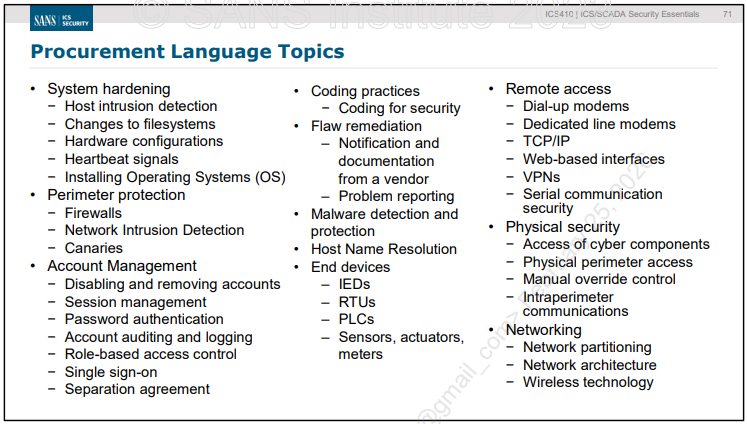 © SANS Institute 202
SANS ICS SECURITY
ICS410 | ICS/SCADA Security Essentials 71
Procurement Language Topics
• System hardening
− Host intrusion detection
− Changes to filesystems
− Hardware configurations
− Heartbeat signals
− Installing Operating Systems (OS)
• Perimeter protection
− Firewalls
− Network Intrusion Detection
− Canaries
• Account Management
− Disabling and removing accounts
− Session management
− Password authentication
− Account auditing and logging
− Role-based access control
− Single sign-on
− Separation agreement
• Coding practices
− Coding for security
• Flaw remediation
− Notification and
documentation
from a vendor
− Problem reporting
• Malware detection and
protection
• Host Name Resolution
• End devices
− IEDs
− RTUs
− PLCs
− Sensors, actuators,
meters
• Remote access
− Dial-up modems
− Dedicated line modems
− TCP/IP
− Web-based interfaces
− VPNs
− Serial communication
security
• Physical security
− Access of cyber components
− Physical perimeter access
− Manual override control
− Intraperimeter
communications
• Networking
− Network partitioning
− Network architecture
− Wireless technology
@gmail_com>
25, 202